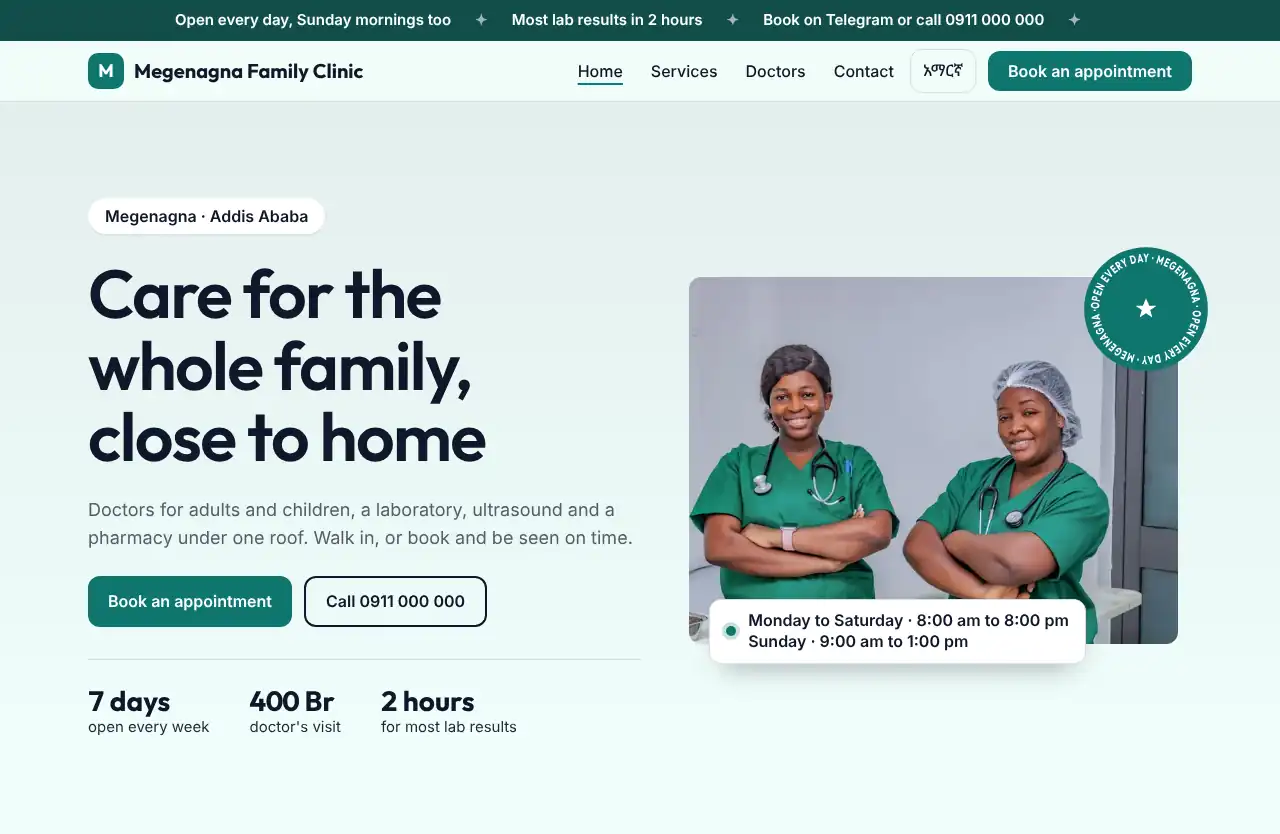 Open every day, Sunday mornings too ✦ Most lab results in 2 hours ✦ Book on Telegram or call 0911 000 000 ✦
M Megenagna Family Clinic Home Services Doctors Contact አማርኛ Book an appointment
Megenagna · Addis Ababa
Care for the
whole family,
close to home
OPEN EVERY DAY · MEGENAGNA · OPEN EVERY DAY · MEGENAGNA ·
Doctors for adults and children, a laboratory, ultrasound and a
pharmacy under one roof. Walk in, or book and be seen on time.
Book an appointment Call 0911 000 000
Monday to Saturday · 8:00 am to 8:00 pm
Sunday · 9:00 am to 1:00 pm
7 days 400 Br 2 hours
open every week doctor's visit for most lab results